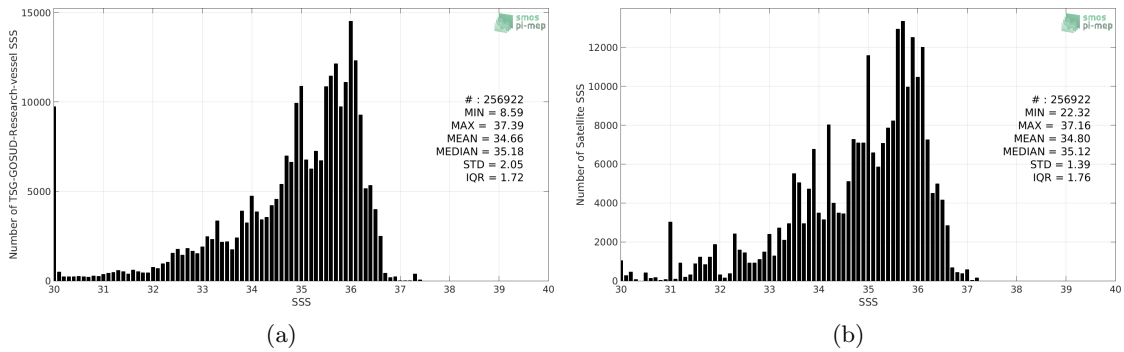 15000
10000
5000
0
Number of TSG-GOSUD-Research-vessel SSS
smos
pi-mep
# : 256922
MIN = 8.59
MAX = 37.39
MEAN = 34.66
MEDIAN = 35.18
STD = 2.05
IQR = 1.72
30 31 32 33 34 35 36 37 38 39 40
SSS
(a)
12000
10000
8000
6000
4000
2000
0
Number of Satellite SSS
smos
pi-mep
# : 256922
MIN = 22.32
MAX = 37.16
MEAN = 34.80
MEDIAN = 35.12
STD = 1.39
IQR = 1.76
30 31 32 33 34 35 36 37 38 39 40
SSS
(b)